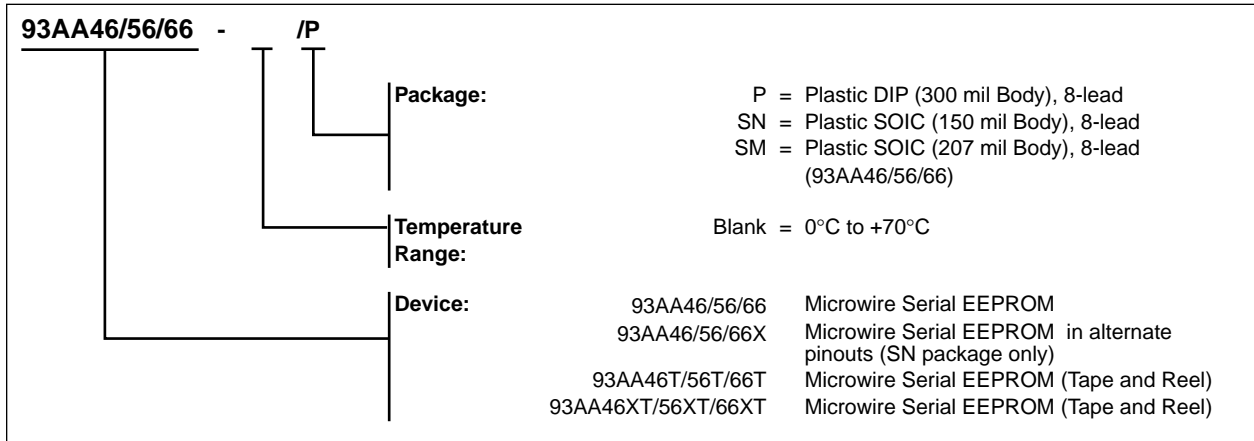 93AA46/56/66 - /P
Package: P = Plastic DIP (300 mil Body), 8-lead
SN = Plastic SOIC (150 mil Body), 8-lead
SM = Plastic SOIC (207 mil Body), 8-lead
(93AA46/56/66)
Temperature Blank = 0°C to +70°C
Range:
Device: 93AA46/56/66 Microwire Serial EEPROM
93AA46/56/66X Microwire Serial EEPROM in alternate
pinouts (SN package only)
93AA46T/56T/66T Microwire Serial EEPROM (Tape and Reel)
93AA46XT/56XT/66XT Microwire Serial EEPROM (Tape and Reel)